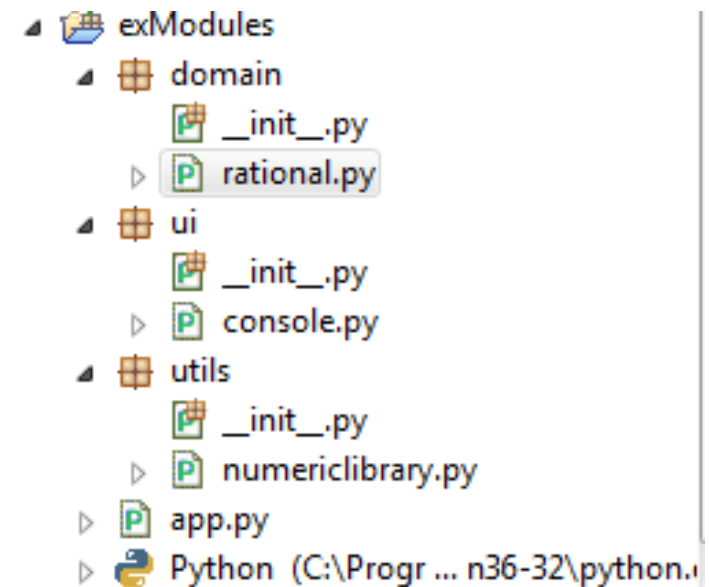 exModules
domain
__init__.py
rational.py
ui
__init__.py
console.py
utils
__init__.py
numericlibrary.py
app.py
Python (C:\Progr ... n36-32\python.